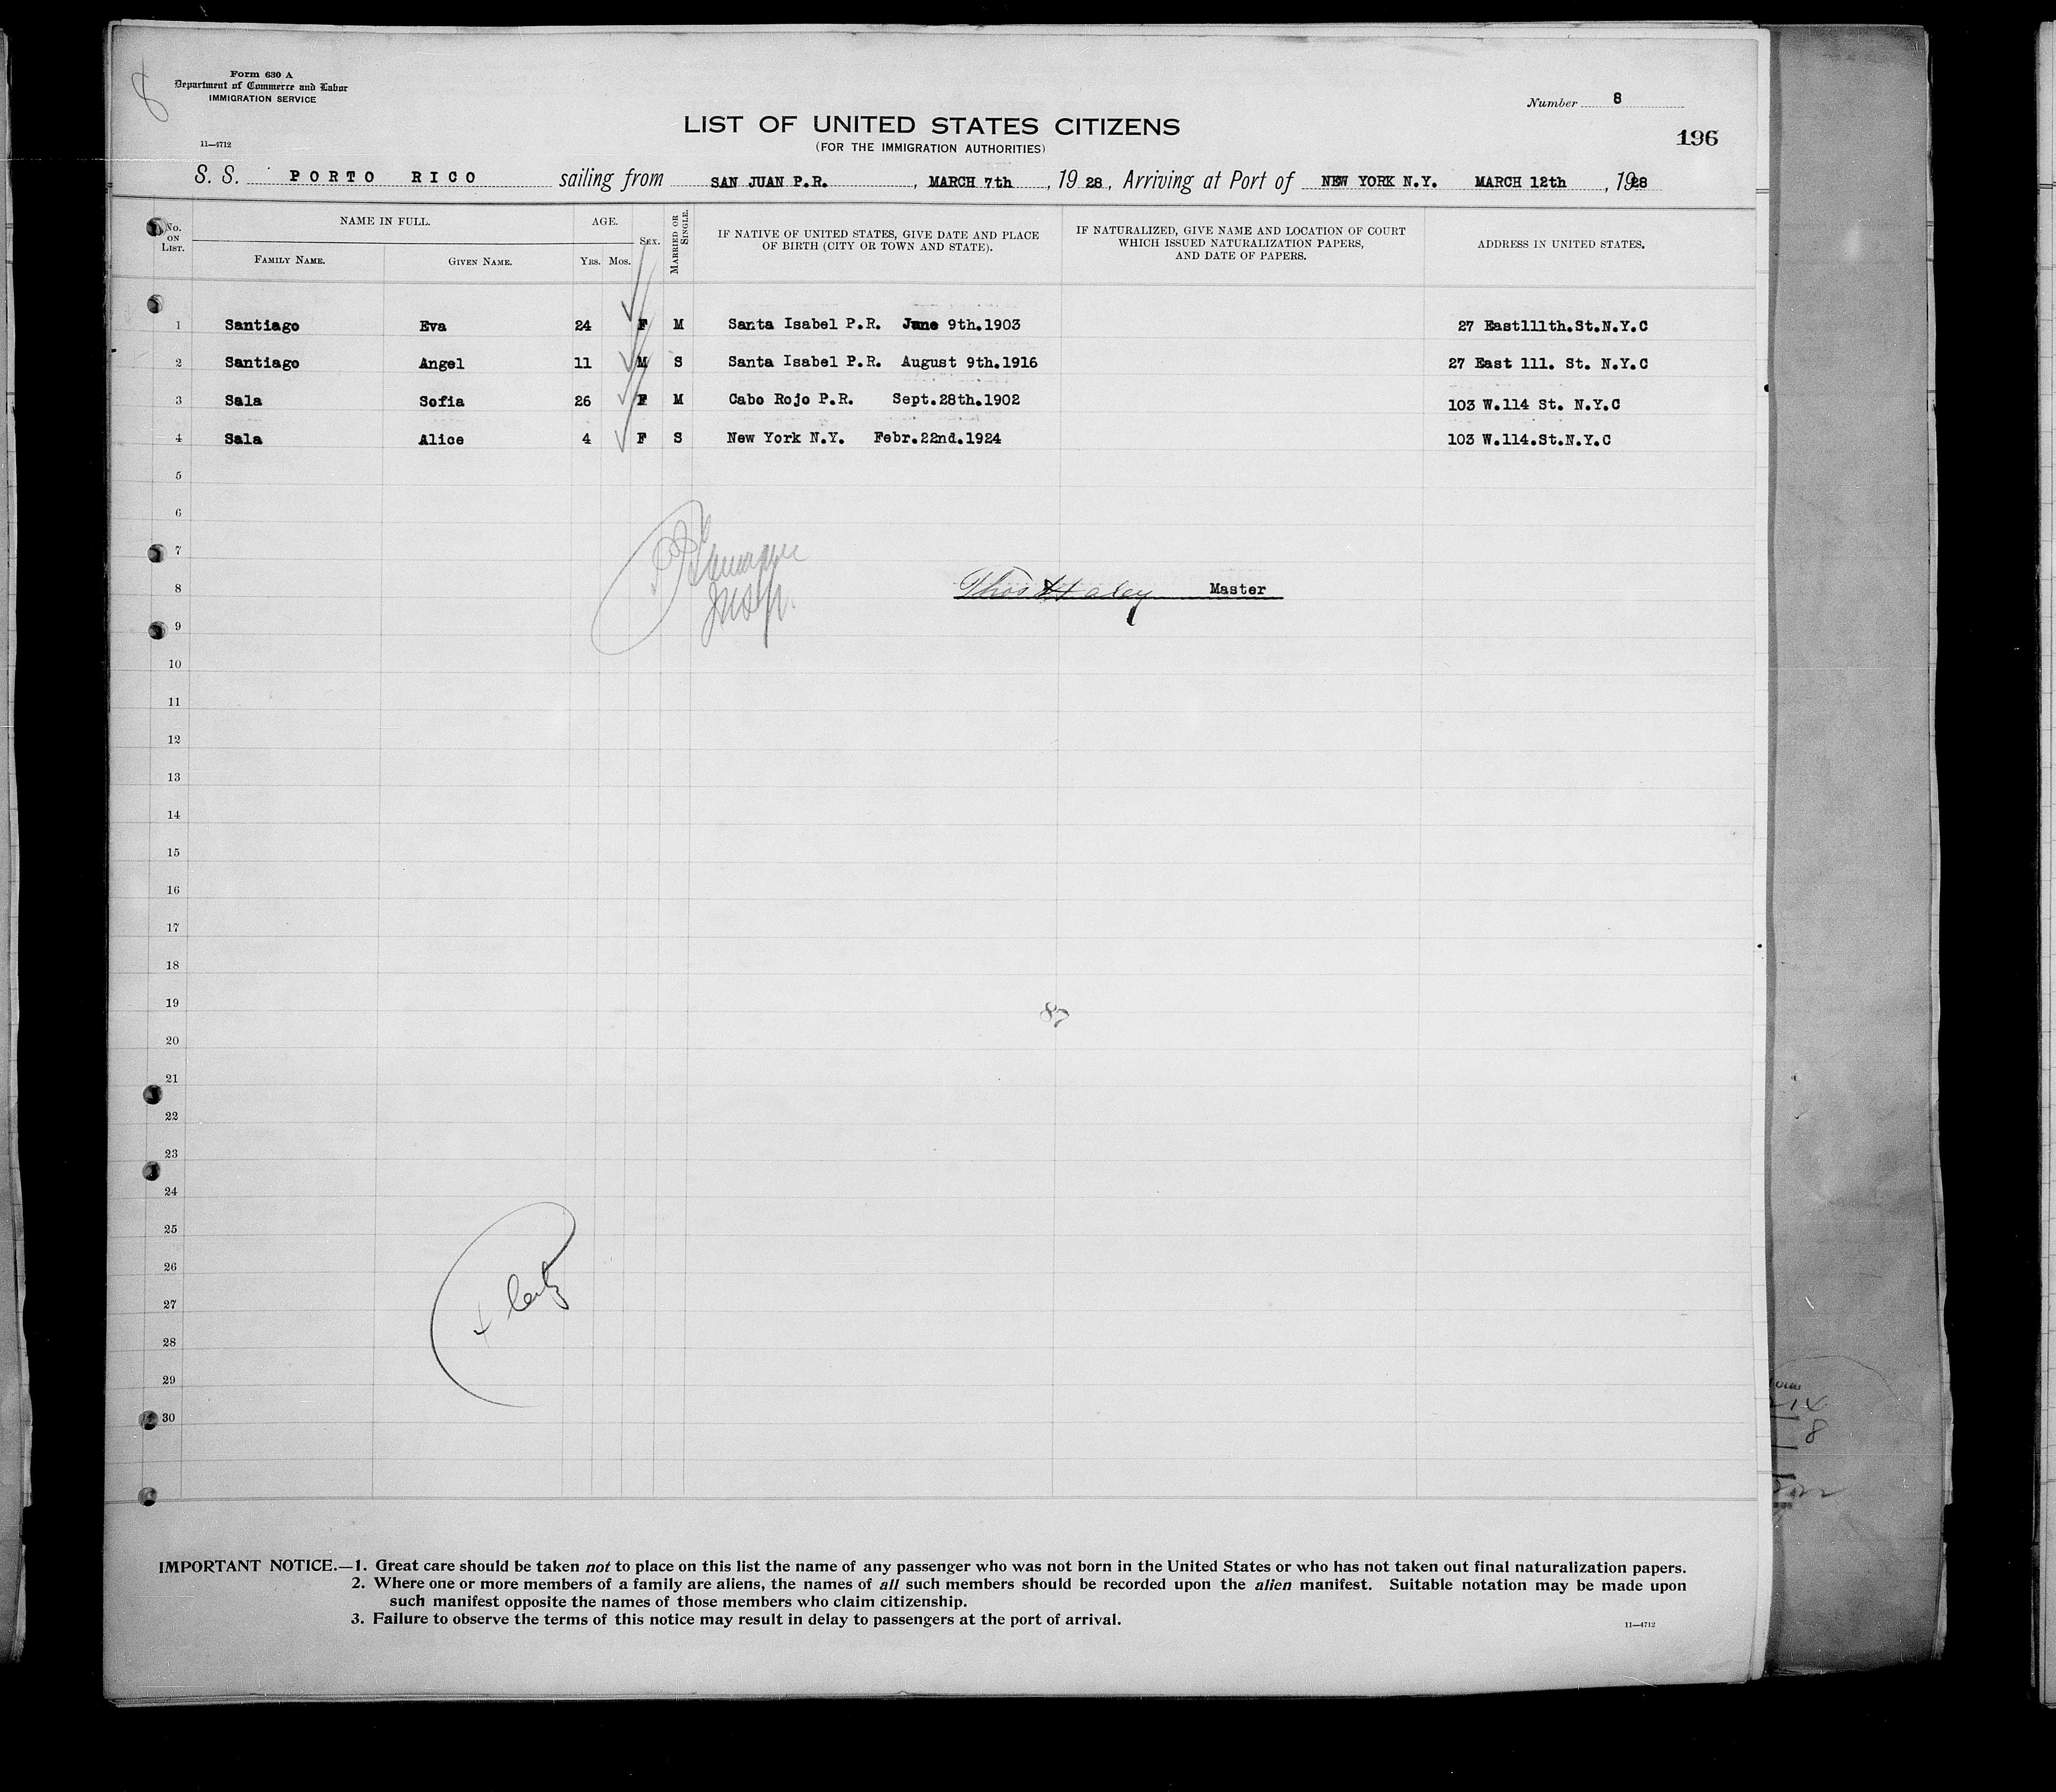 8
Form 630 A
Department of Commerce and Labor
IMMIGRATION SERVICE
Number 8
LIST OF UNITED STATES CITIZENS
(FOR THE IMMIGRATION AUTHORITIES)
196
11—4712
S. S. PORTO RICO sailing from SAN JUAN P.R. , MARCH 7th , 19 28 , Arriving at Port of NEW YORK N.Y. MARCH 12th , 1928
No. ON LIST. NAME IN FULL. AGE. SEX. MARRIED OR SINGLE. IF NATIVE OF UNITED STATES, GIVE DATE AND PLACE OF BIRTH (CITY OR TOWN AND STATE). IF NATURALIZED, GIVE NAME AND LOCATION OF COURT WHICH ISSUED NATURALIZATION PAPERS, AND DATE OF PAPERS. ADDRESS IN UNITED STATES.
FAMILY NAME. GIVEN NAME. YRS. MOS.
1 Santiago Eva 24 F M Santa Isabel P.R. June 9th.1903 27 East111th.St.N.Y.C
2 Santiago Angel 11 M S Santa Isabel P.R. August 9th.1916 27 East 111. St. N.Y.C
3 Sala Sofia 26 F M Cabo Rojo P.R. Sept.28th.1902 103 W.114 St. N.Y.C
4 Sala Alice 4 F S New York N.Y. Febr.22nd.1924 103 W.114.St.N.Y.C
5
6
7
8 Master
9
10
11
12
13
14
15
16
17
18
19
87
20
21
22
23
24
25
26
27
28
29
30
IMPORTANT NOTICE.—1. Great care should be taken not to place on this list the name of any passenger who was not born in the United States or who has not taken out final naturalization papers.
2. Where one or more members of a family are aliens, the names of all such members should be recorded upon the alien manifest. Suitable notation may be made upon
such manifest opposite the names of those members who claim citizenship.
3. Failure to observe the terms of this notice may result in delay to passengers at the port of arrival.
11—4712
14
8